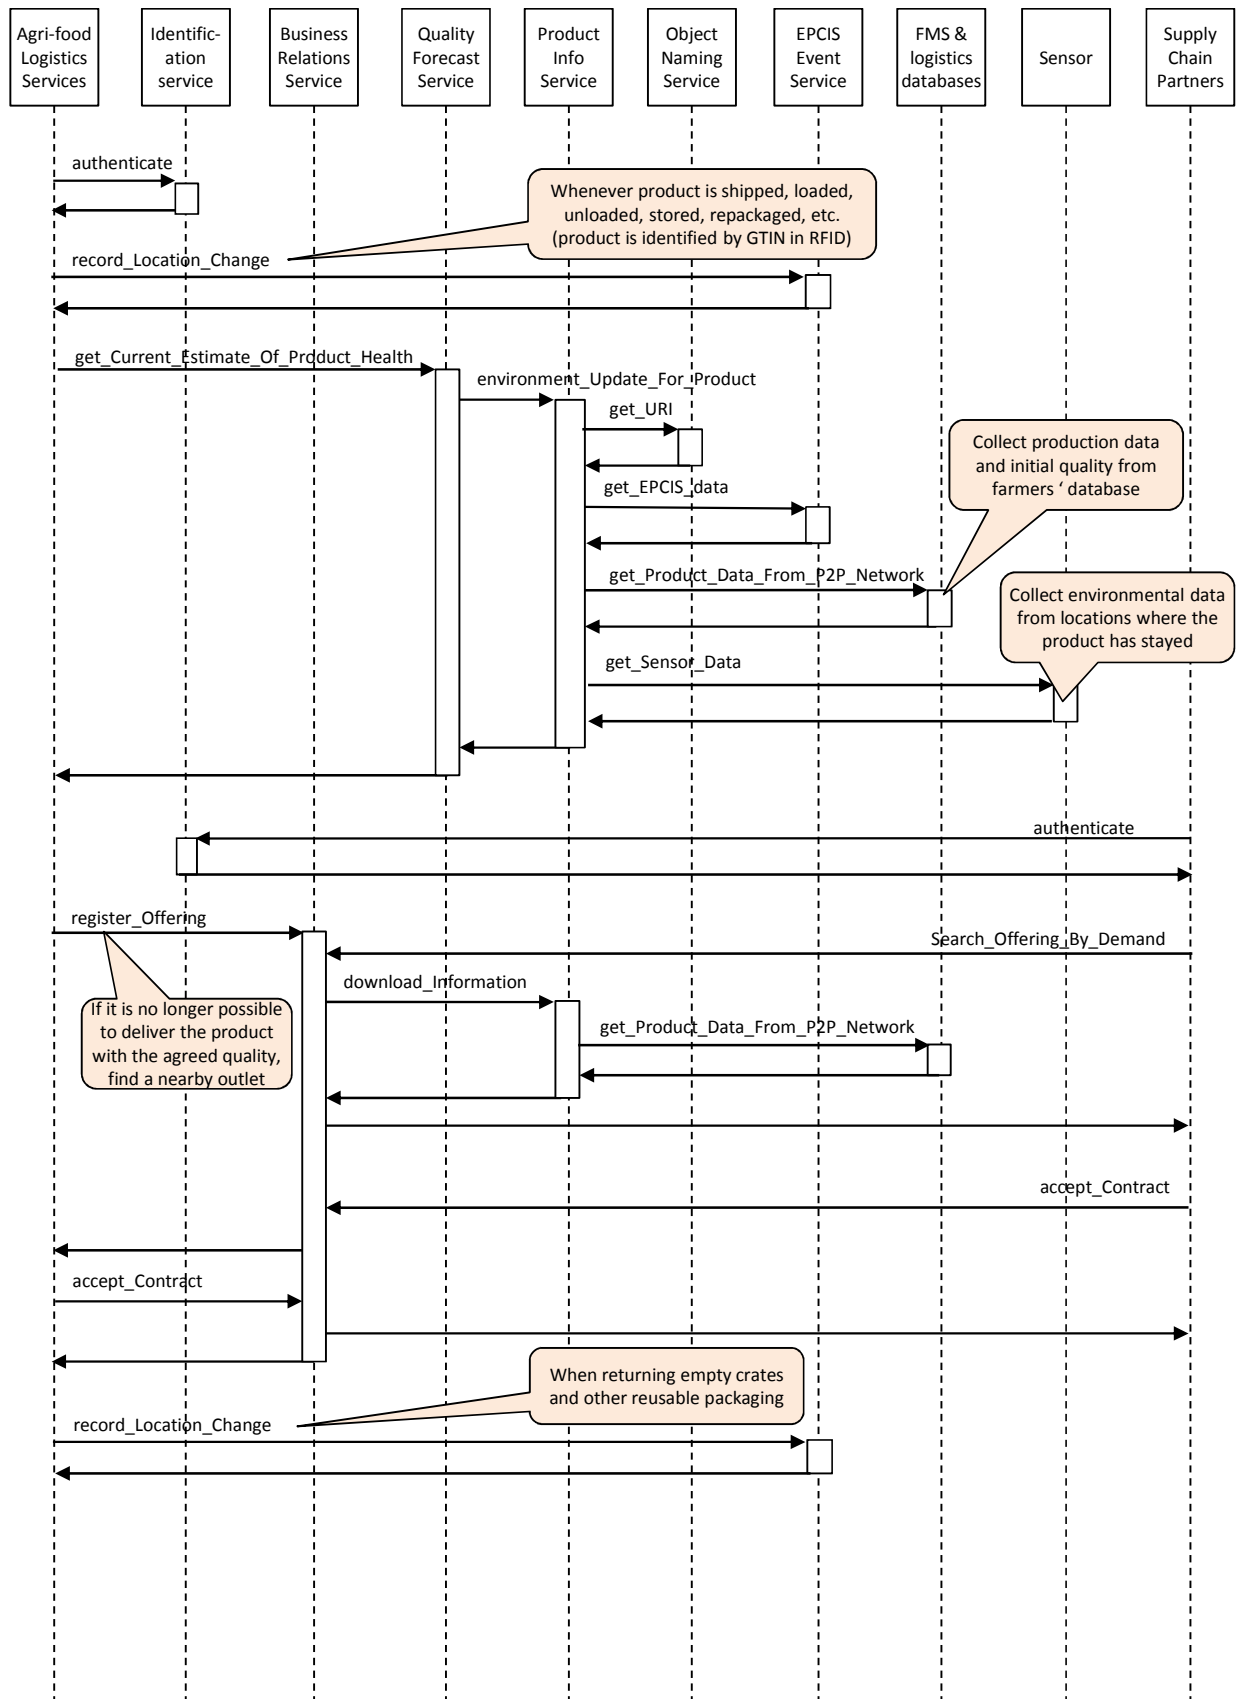 Agri-food
Logistics
Services
Identific-
ation
service
Business
Relations
Service
Quality
Forecast
Service
Product
Info
Service
Object
Naming
Service
EPCIS
Event
Service
FMS &
logistics
databases
Sensor
Supply
Chain
Partners
authenticate
Whenever product is shipped, loaded,
unloaded, stored, repackaged, etc.
(product is identified by GTIN in RFID)
record_Location_Change
get_Current_Estimate_Of_Product_Health
environment_Update_For_Product
get_URI
Collect production data
and initial quality from
farmers ‘ database
get_EPCIS_data
get_Product_Data_From_P2P_Network
Collect environmental data
from locations where the
product has stayed
get_Sensor_Data
authenticate
register_Offering
Search_Offering_By_Demand
download_Information
If it is no longer possible
to deliver the product
with the agreed quality,
find a nearby outlet
get_Product_Data_From_P2P_Network
accept_Contract
accept_Contract
When returning empty crates
and other reusable packaging
record_Location_Change